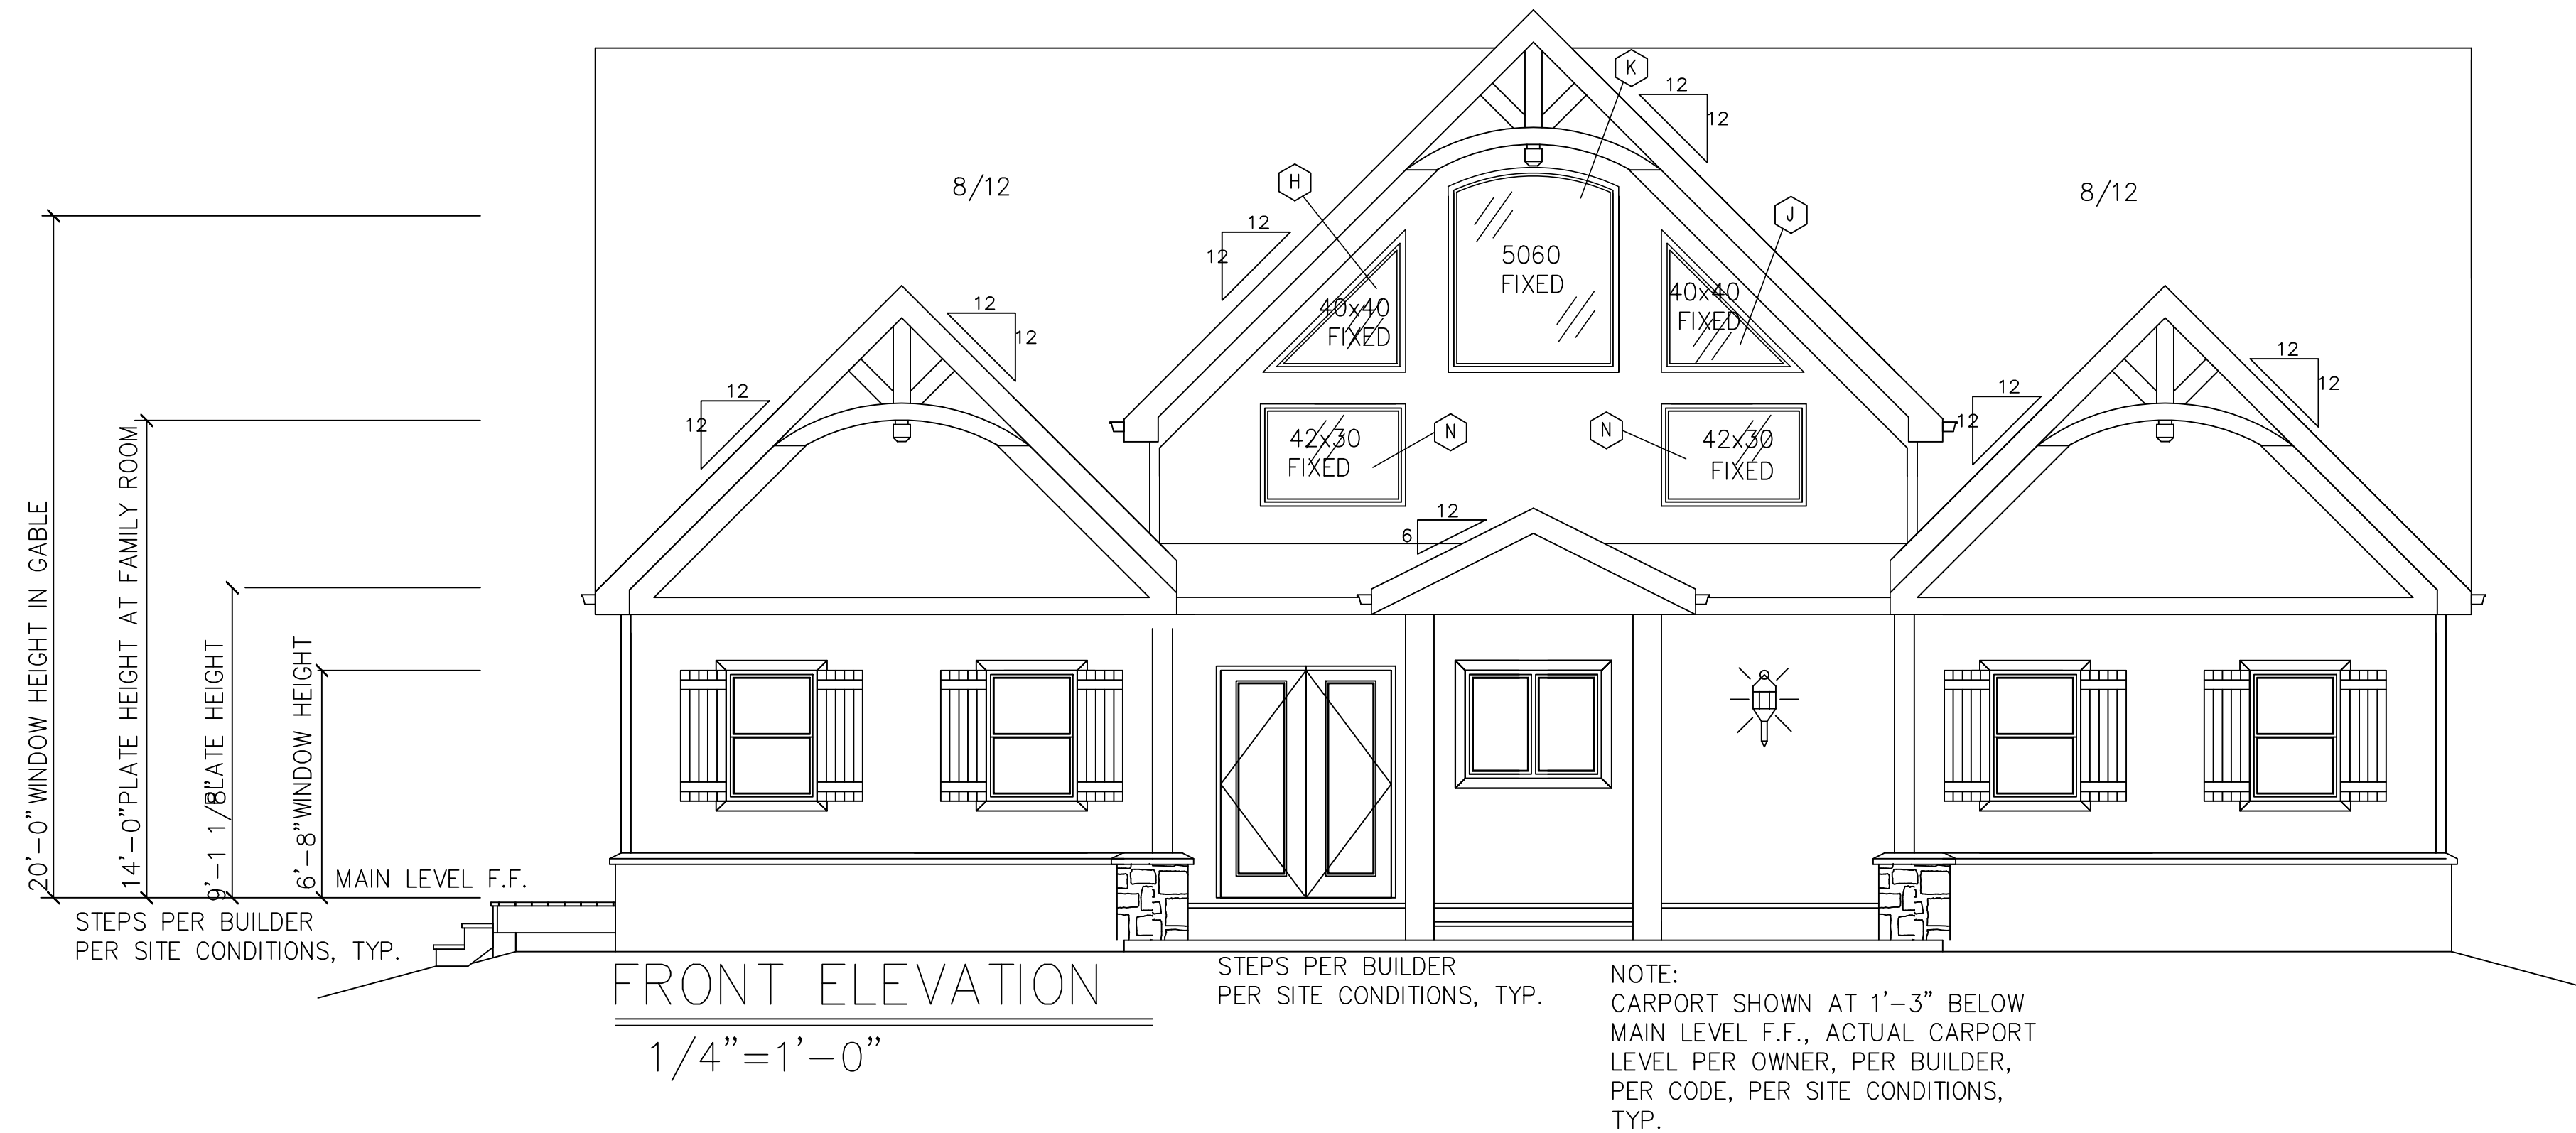 K
12
12
H
8/12
8/12
J
12
12
5060
FIXED
40x40
FIXED
40x40
FIXED
12
12
12
12
12
12
12
12
42x30
FIXED
N
N
42x30
FIXED
12
6
20'-0" WINDOW HEIGHT IN GABLE
14'-0" PLATE HEIGHT AT FAMILY ROOM
9'-1 1/8" PLATE HEIGHT
6'-8" WINDOW HEIGHT
MAIN LEVEL F.F.
STEPS PER BUILDER
PER SITE CONDITIONS, TYP.
FRONT ELEVATION
1/4"=1'-0"
STEPS PER BUILDER
PER SITE CONDITIONS, TYP.
NOTE:
CARPORT SHOWN AT 1'-3" BELOW
MAIN LEVEL F.F., ACTUAL CARPORT
LEVEL PER OWNER, PER BUILDER,
PER CODE, PER SITE CONDITIONS,
TYP.